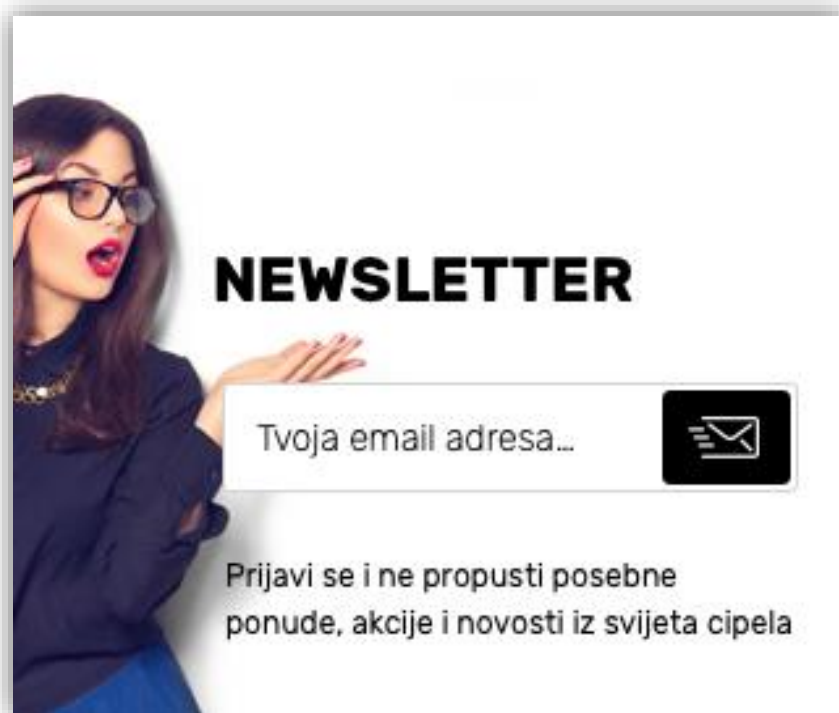 NEWSLETTER
Tvoja email adresa...
Prijavi se i ne propusti posebne
ponude, akcije i novosti iz svijeta cipela